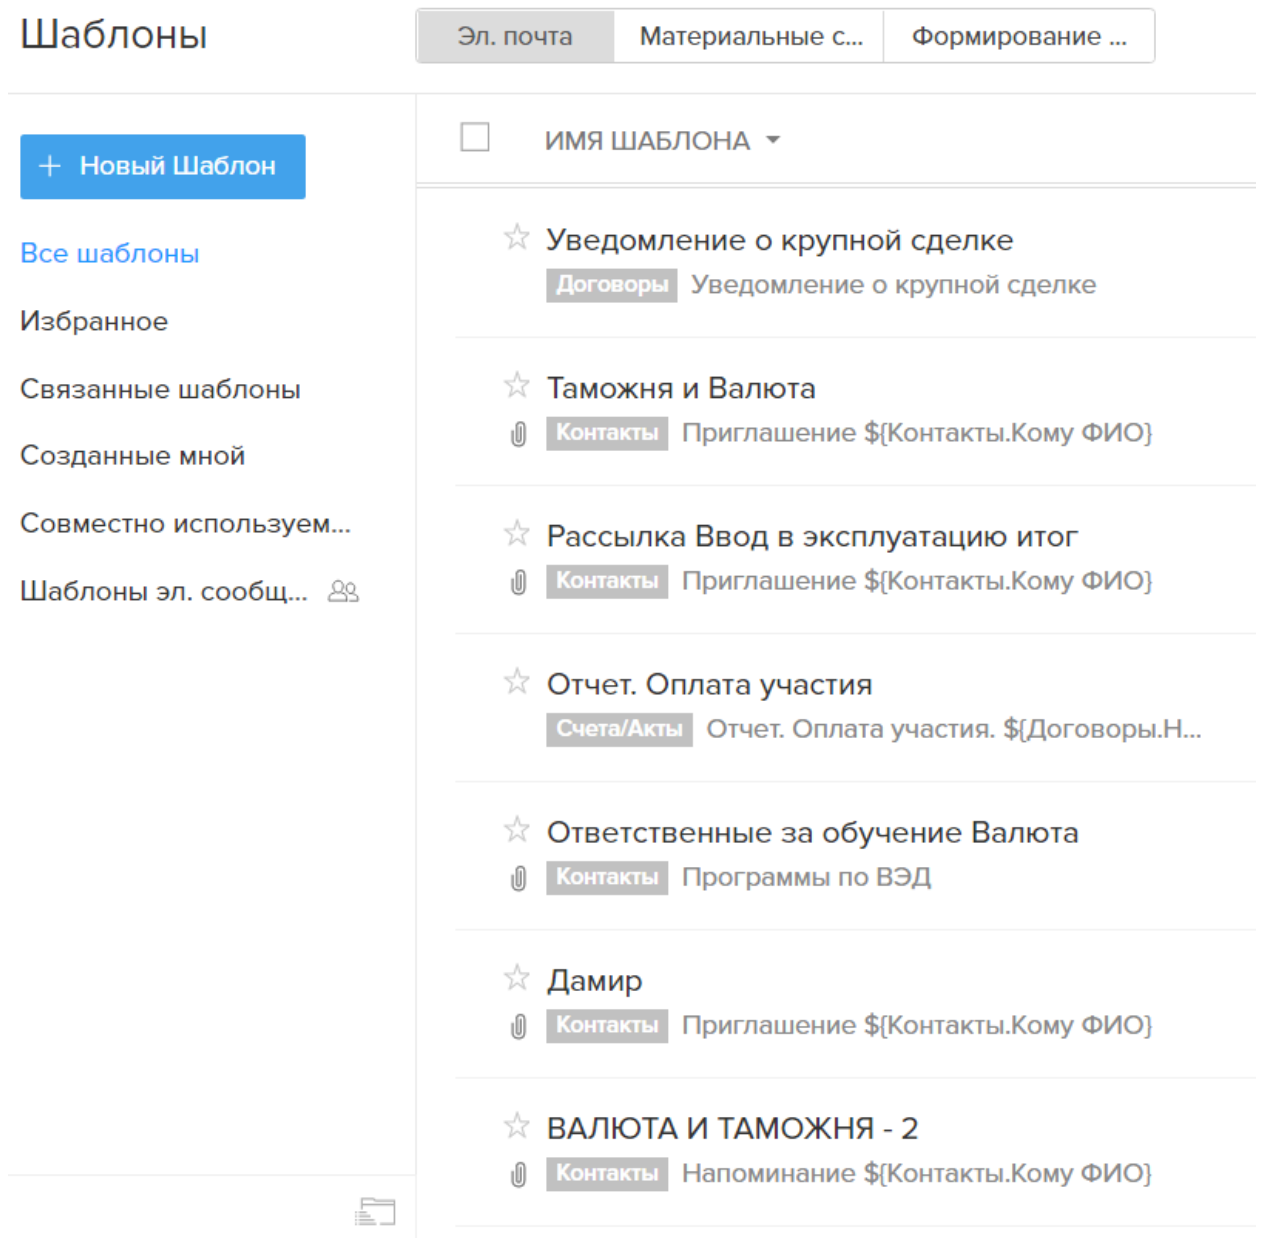 Шаблоны
Эл. почта
Материальные с...
Формирование ...
+ Новый Шаблон
Все шаблоны
Избранное
Связанные шаблоны
Созданные мной
Совместно используем...
Шаблоны эл. сообщ...
ИМЯ ШАБЛОНА
Уведомление о крупной сделке
Договоры Уведомление о крупной сделке
Таможня и Валюта
Контакты Приглашение ${Контакты.Кому ФИО}
Рассылка Ввод в эксплуатацию итог
Контакты Приглашение ${Контакты.Кому ФИО}
Отчет. Оплата участия
Счета/Акты Отчет. Оплата участия. ${Договоры.Н...
Ответственные за обучение Валюта
Контакты Программы по ВЭД
Дамир
Контакты Приглашение ${Контакты.Кому ФИО}
ВАЛЮТА И ТАМОЖНЯ - 2
Контакты Напоминание ${Контакты.Кому ФИО}